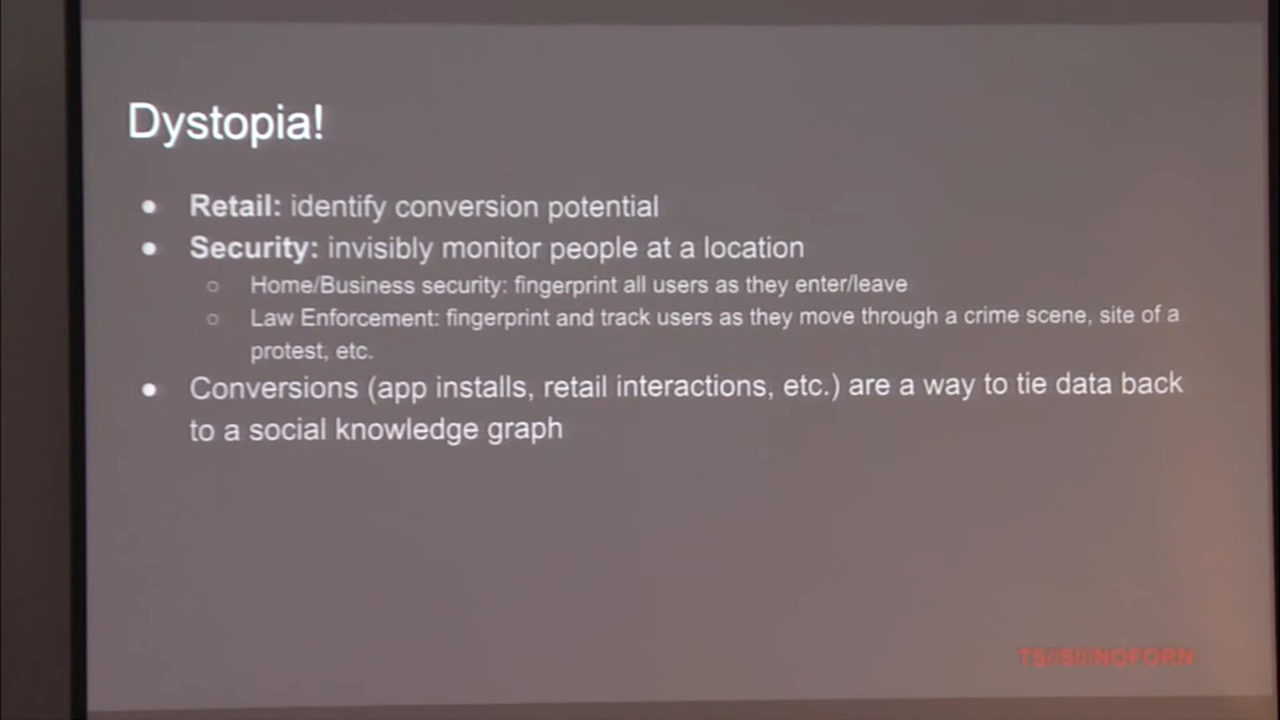 Dystopia!
● Retail: identify conversion potential
● Security: invisibly monitor people at a location
○ Home/Business security: fingerprint all users as they enter/leave
○ Law Enforcement: fingerprint and track users as they move through a crime scene, site of a
protest, etc.
● Conversions (app installs, retail interactions, etc.) are a way to tie data back
to a social knowledge graph
TS//SI//NOFORN